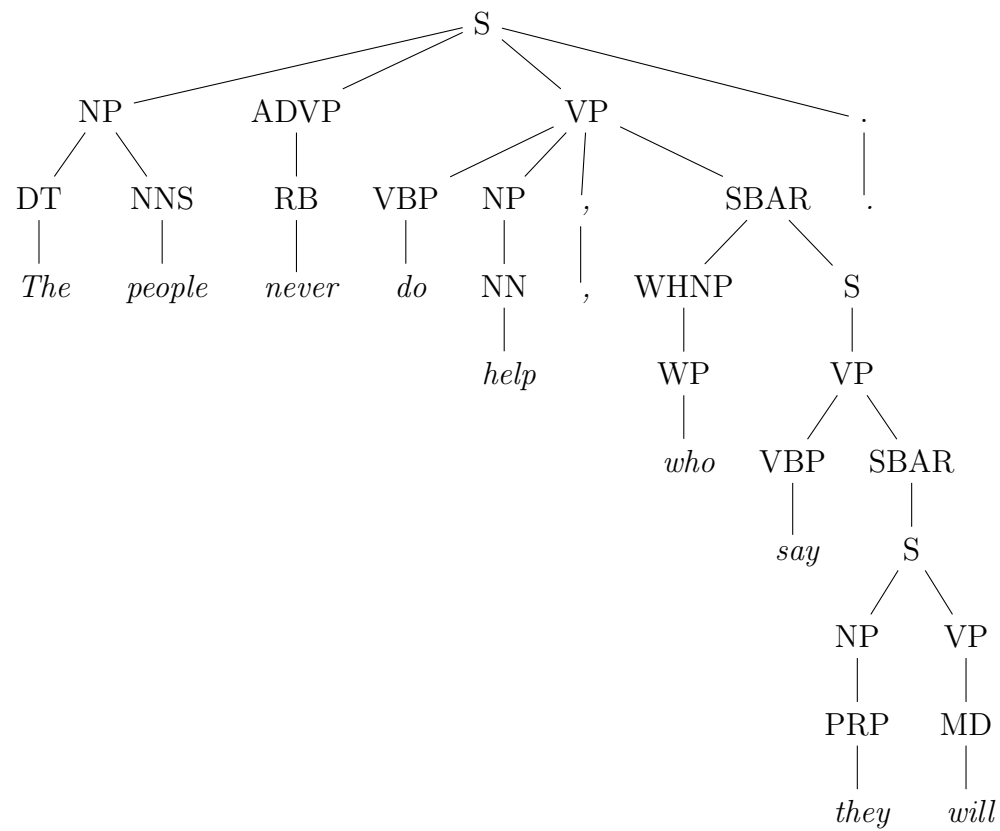 S
NP ADVP VP .
DT NNS RB VBP NP , SBAR .
The people never do NN , WHNP S
help WP VP
who VBP SBAR
say S
NP VP
PRP MD
they will